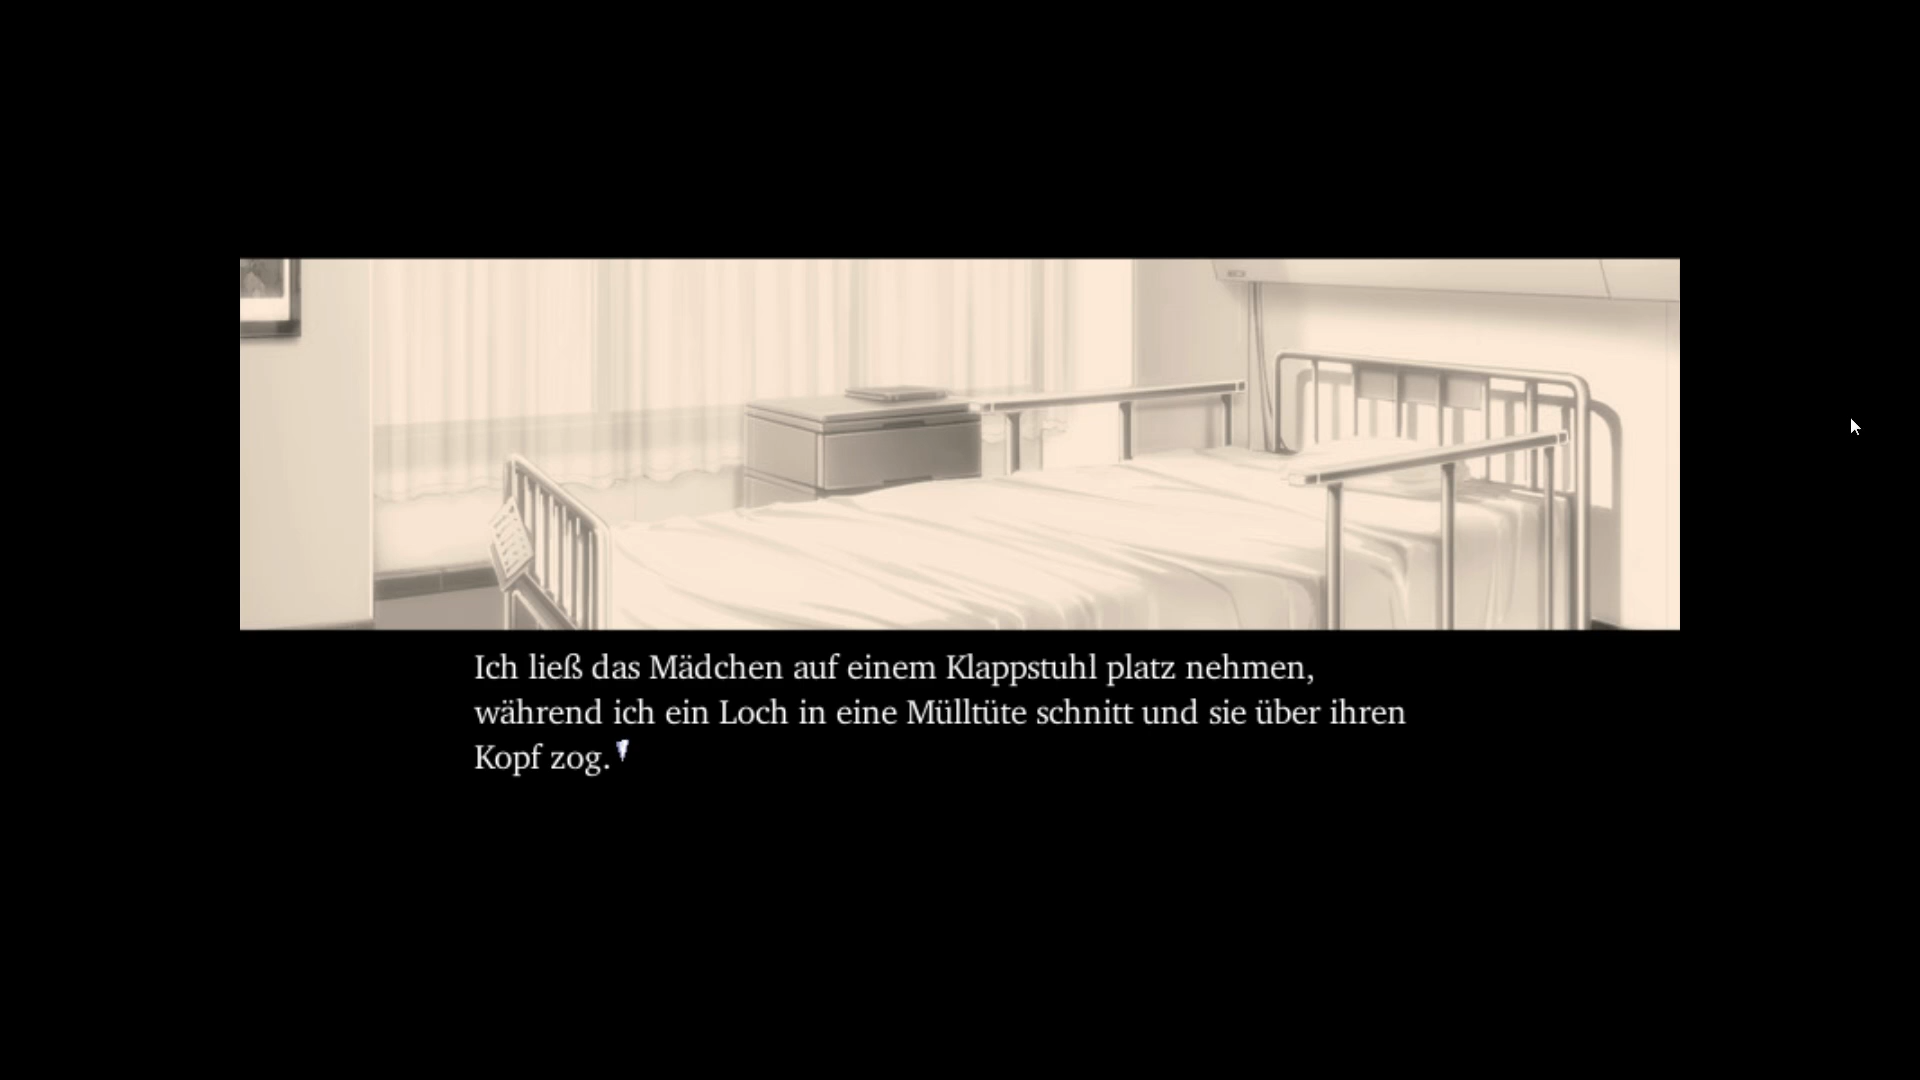 Ich ließ das Mädchen auf einem Klappstuhl platz nehmen,
während ich ein Loch in eine Mülltüte schnitt und sie über ihren
Kopf zog.